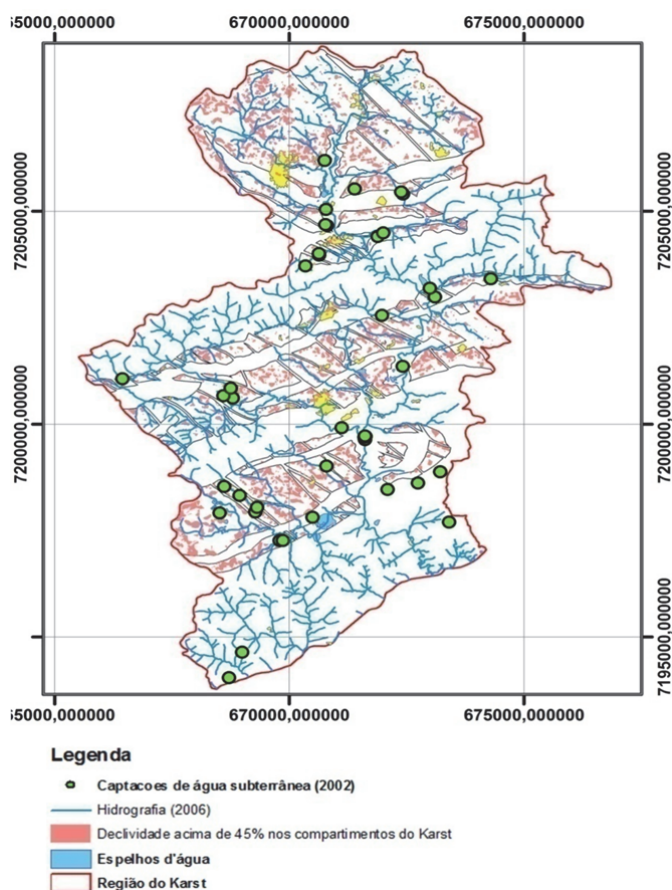 ;5000,000000 670000,000000 675000,000000
7205000,000000 7205000,000000
7200000,000000 7200000,000000
7195000,000000
;5000,000000 670000,000000 675000,000000
Legenda
Captacoes de água subterrânea (2002)
Hidrografia (2006)
Declividade acima de 45% nos compartimentos do Karst
Espelhos d'água
Região do Karst